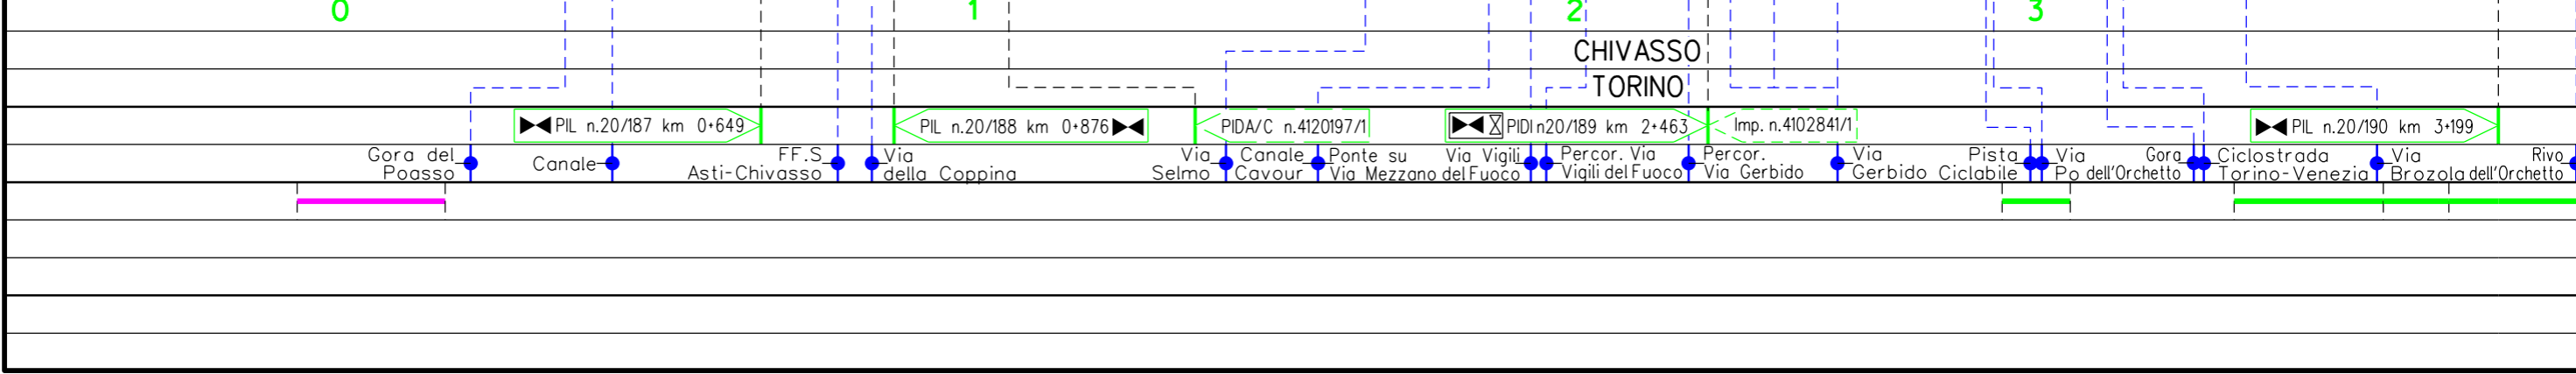 0 1 2 3
CHIVASSO
TORINO
PIL n.20/187 km 0+649
PIL n.20/188 km 0+876
PIDA/C n.4120197/1
PIDI n20/189 km 2+463
Imp. n.4102841/1
PIL n.20/190 km 3+199
Gora del
Poasso
Canale
FF.S
Asti-Chivasso
Via
della Coppina
Via
Selmo
Canale
Cavour
Ponte su
Via Mezzano
Via Vigili
del Fuoco
Percor. Via
Vigili del Fuoco
Percor.
Via Gerbido
Via
Gerbido
Pista
Ciclabile
Via
Po
Gora
dell'Orchetto
Ciclostrada
Torino-Venezia
Via
Brozola
Rivo
dell'Orchetto